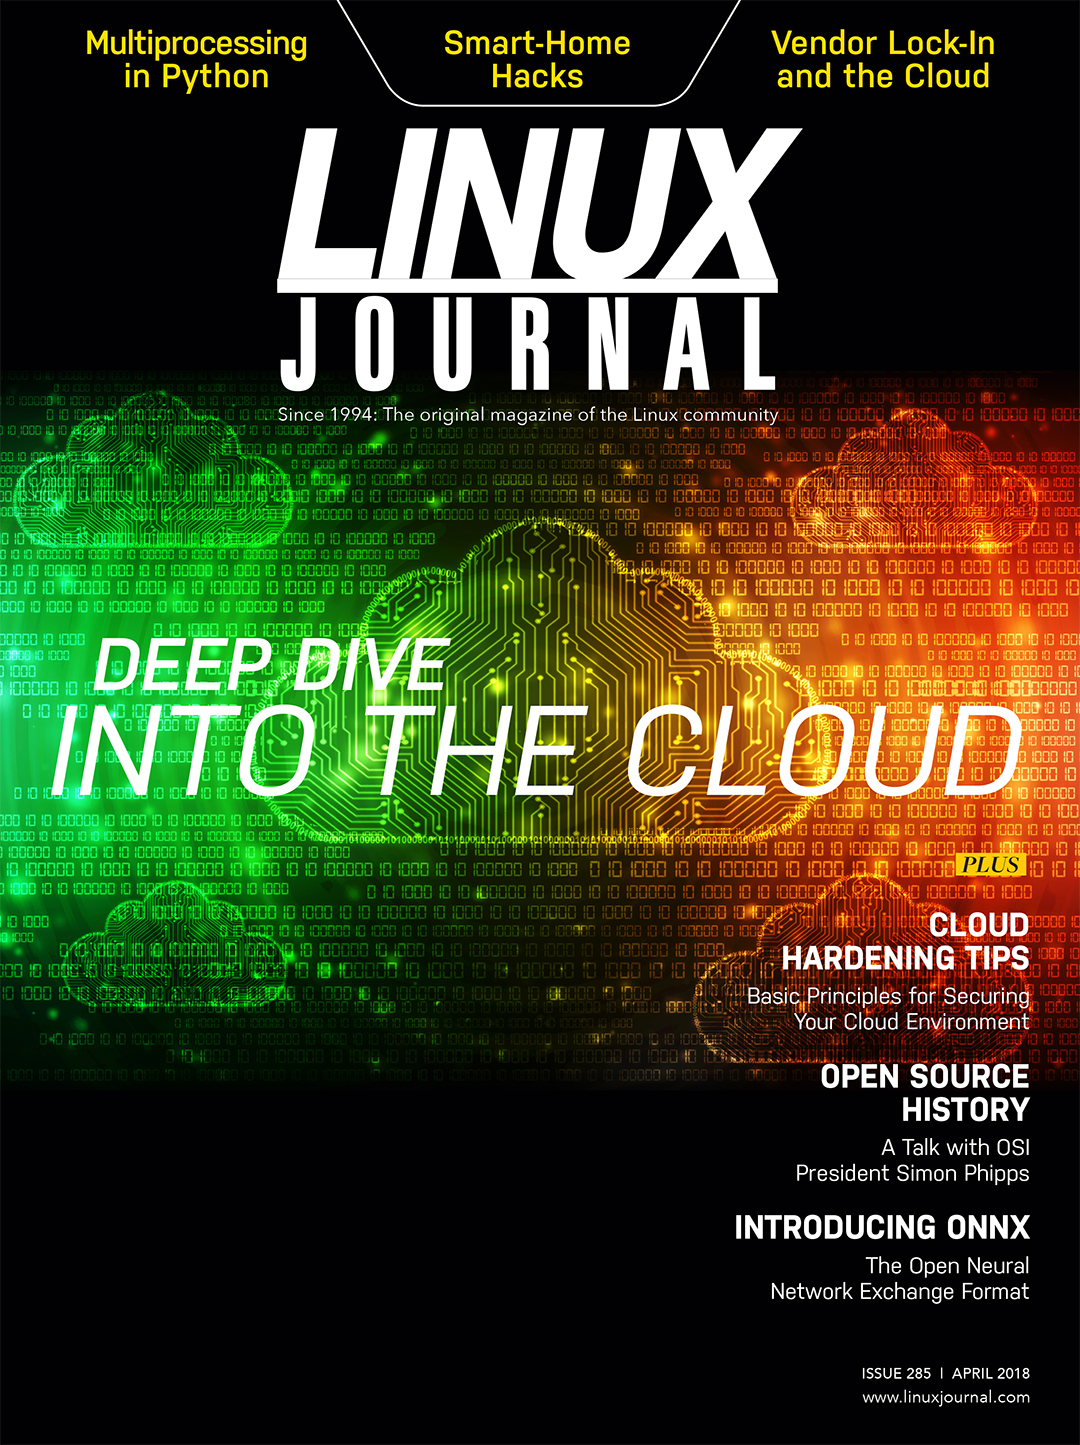 Multiprocessing
in Python
Smart-Home
Hacks
Vendor Lock-In
and the Cloud
LINUX
JOURNAL
Since 1994: The original magazine of the Linux community
DEEP DIVE
INTO THE CLOUD
PLUS
CLOUD
HARDENING TIPS
Basic Principles for Securing
Your Cloud Environment
OPEN SOURCE
HISTORY
A Talk with OSI
President Simon Phipps
INTRODUCING ONNX
The Open Neural
Network Exchange Format
ISSUE 285 | APRIL 2018
www.linuxjournal.com